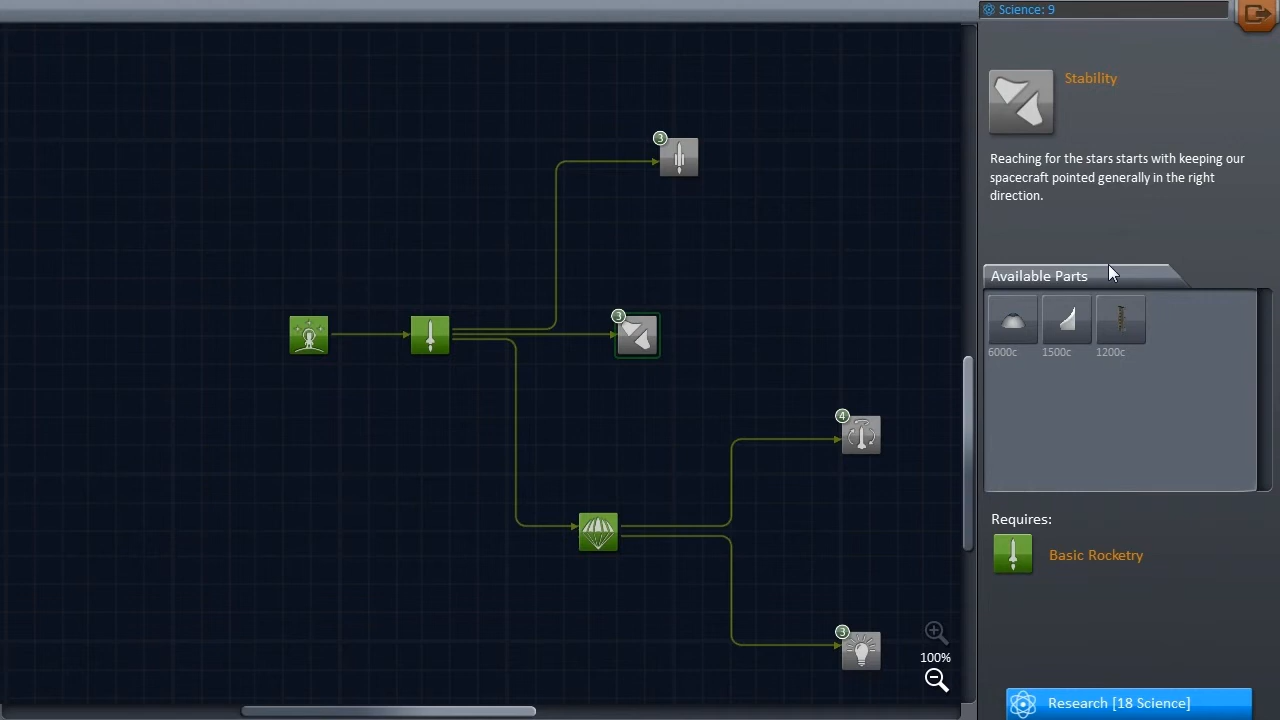 Science: 9
Stability
Reaching for the stars starts with keeping our
spacecraft pointed generally in the right
direction.
Available Parts
6000c 1500c 1200c
Requires:
Basic Rocketry
Research [18 Science]
3
3
4
3
100%